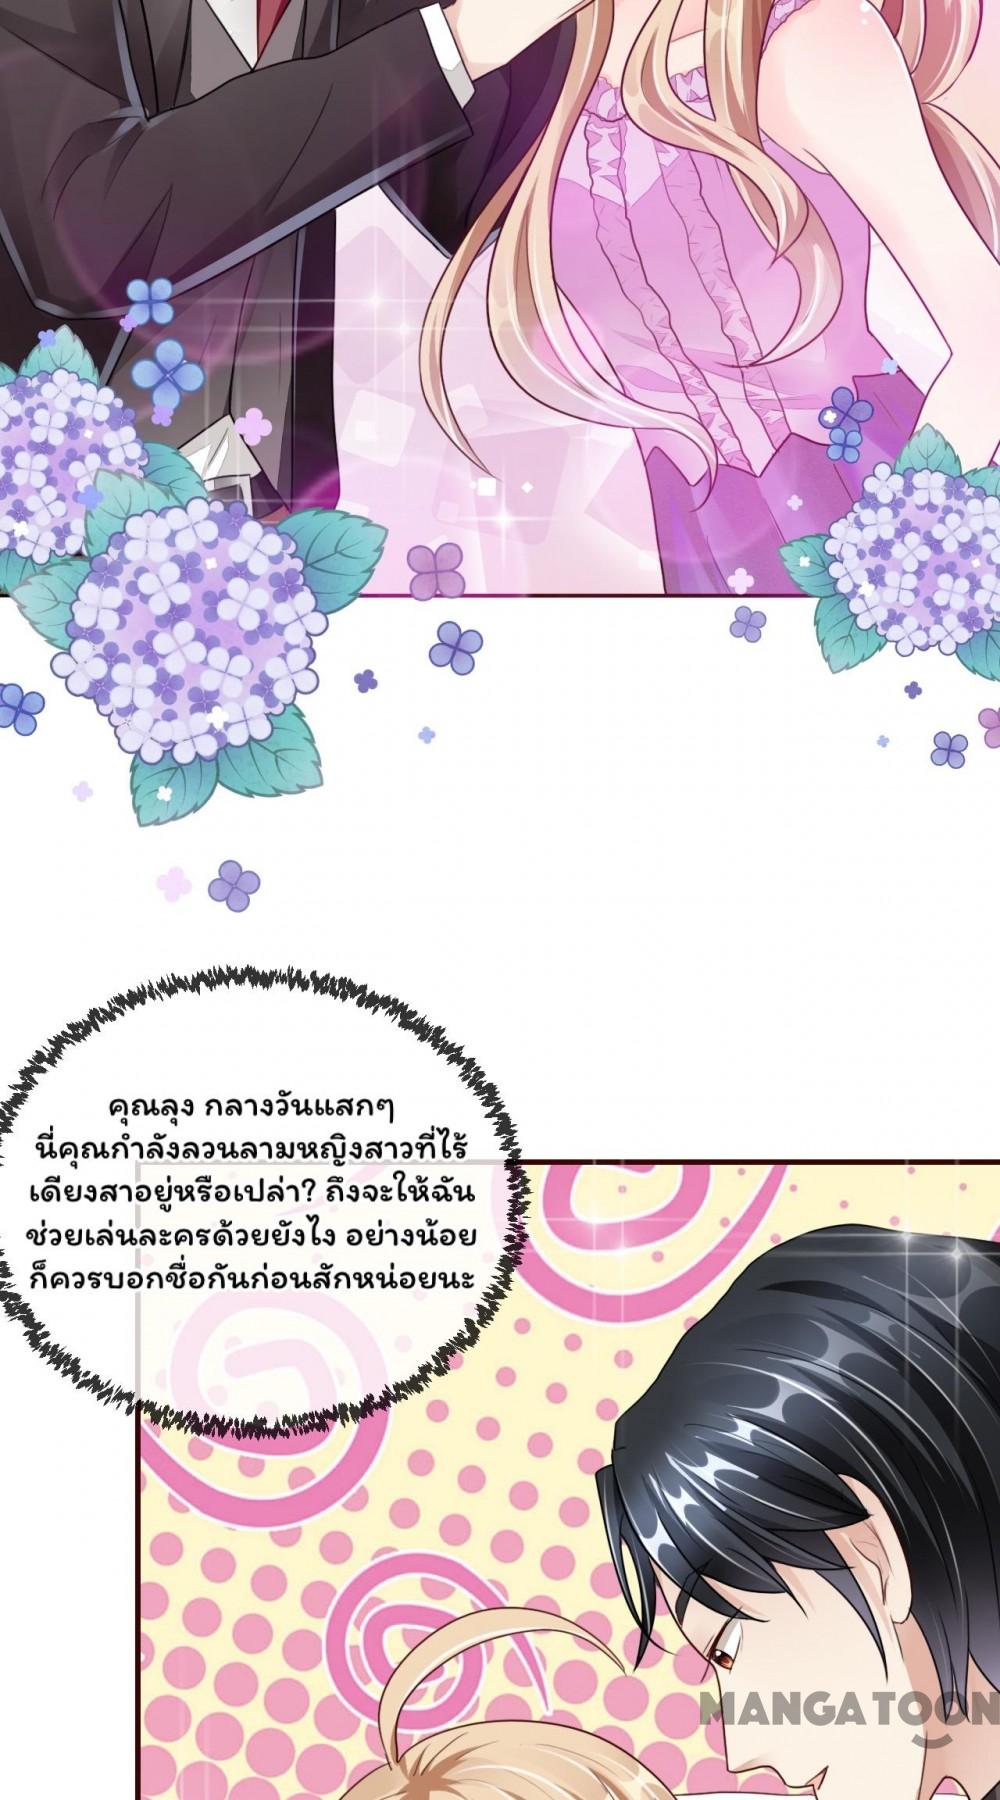 คุณลุง กลางวันแสกๆ
นี่คุณกำลังลวนลามหญิงสาวที่ไร้
เดียงสาอยู่หรือเปล่า? ถึงจะให้ฉัน
ช่วยเล่นละครด้วยยังไง อย่างน้อย
ก็ควรบอกชื่อกันก่อนสักหน่อยนะ
MANGATOON